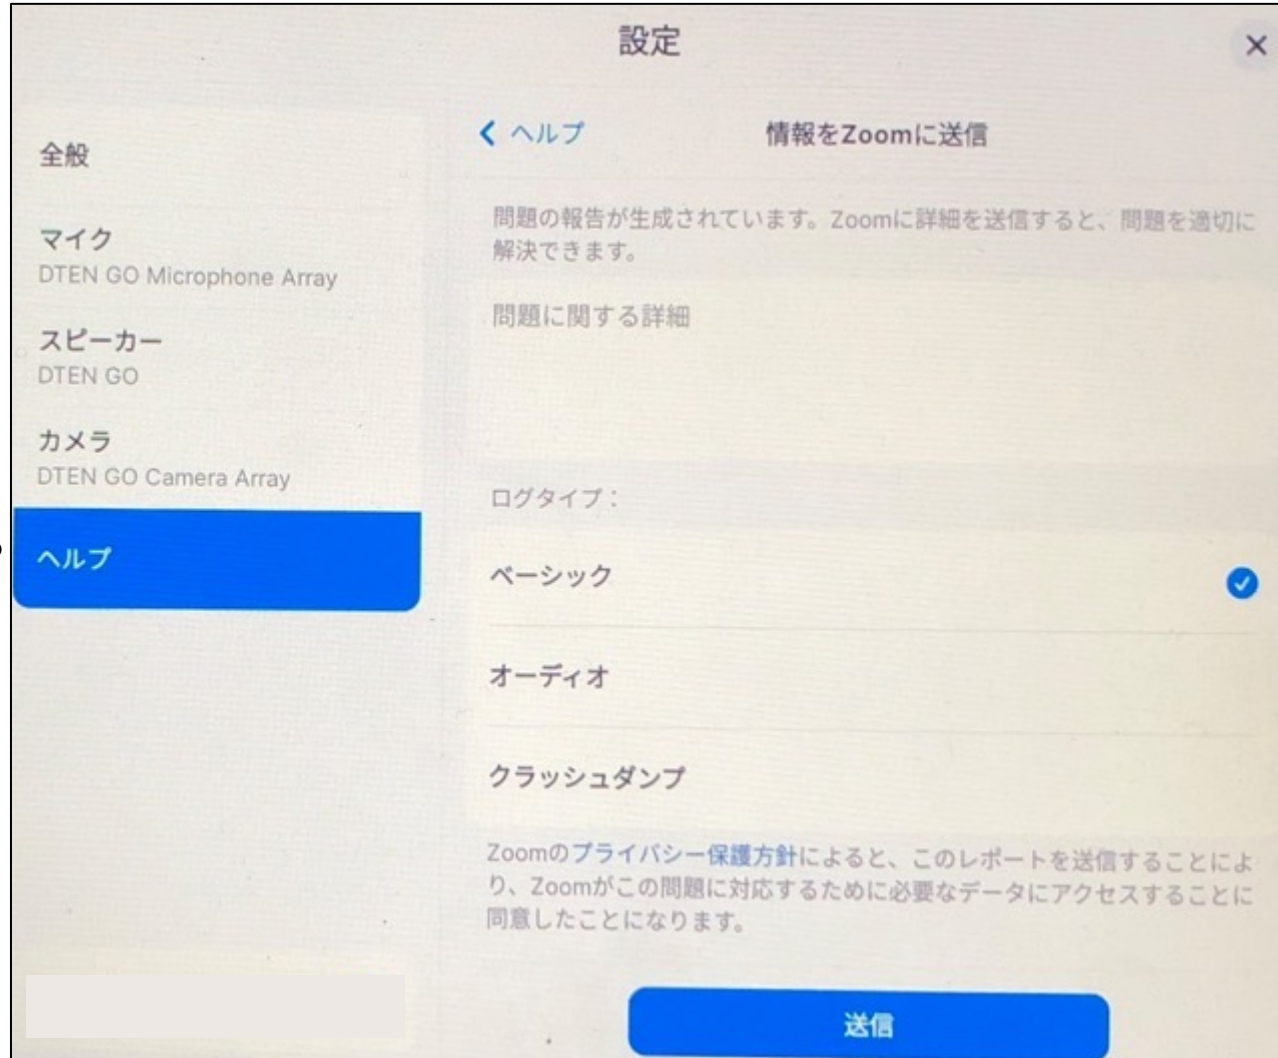 設定
全般
マイク
DTEN GO Microphone Array
スピーカー
DTEN GO
カメラ
DTEN GO Camera Array
ヘルプ
ヘルプ
情報をZoomに送信
問題の報告が生成されています。Zoomに詳細を送信すると、問題を適切に
解決できます。
問題に関する詳細
ログタイプ：
ベーシック
オーディオ
クラッシュダンプ
Zoomのプライバシー保護方針によると、このレポートを送信することによ
り、Zoomがこの問題に対応するために必要なデータにアクセスすることに
同意したことになります。
送信